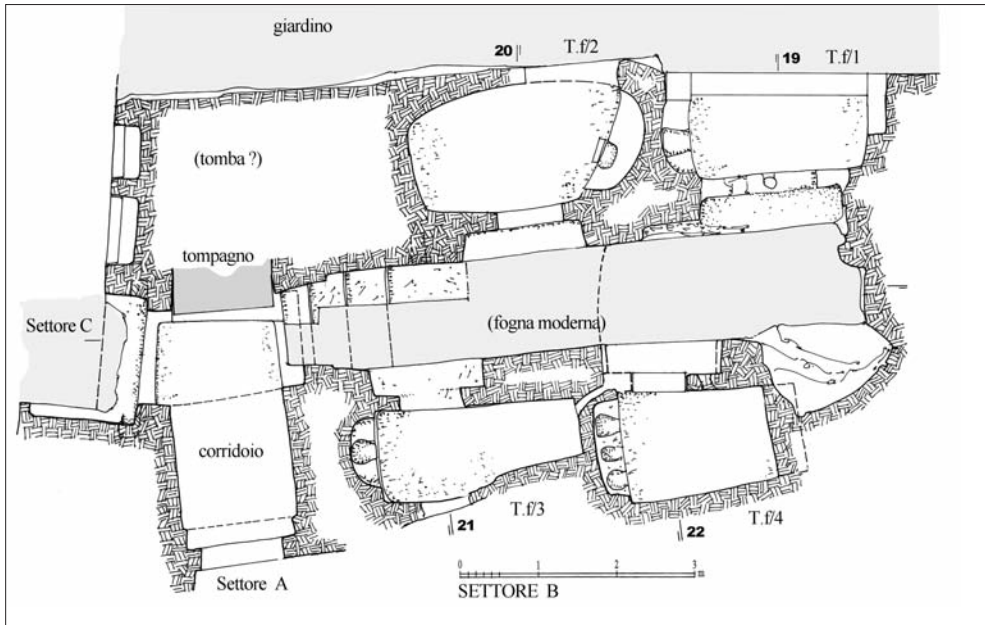 giardino
20 T.f/2 19 T.f/1
(tomba ?)
tompagno
Settore C
(fogna moderna)
corridoio
T.f/3 T.f/4
21 22
0 1 2 3
m
Settore A SETTORE B